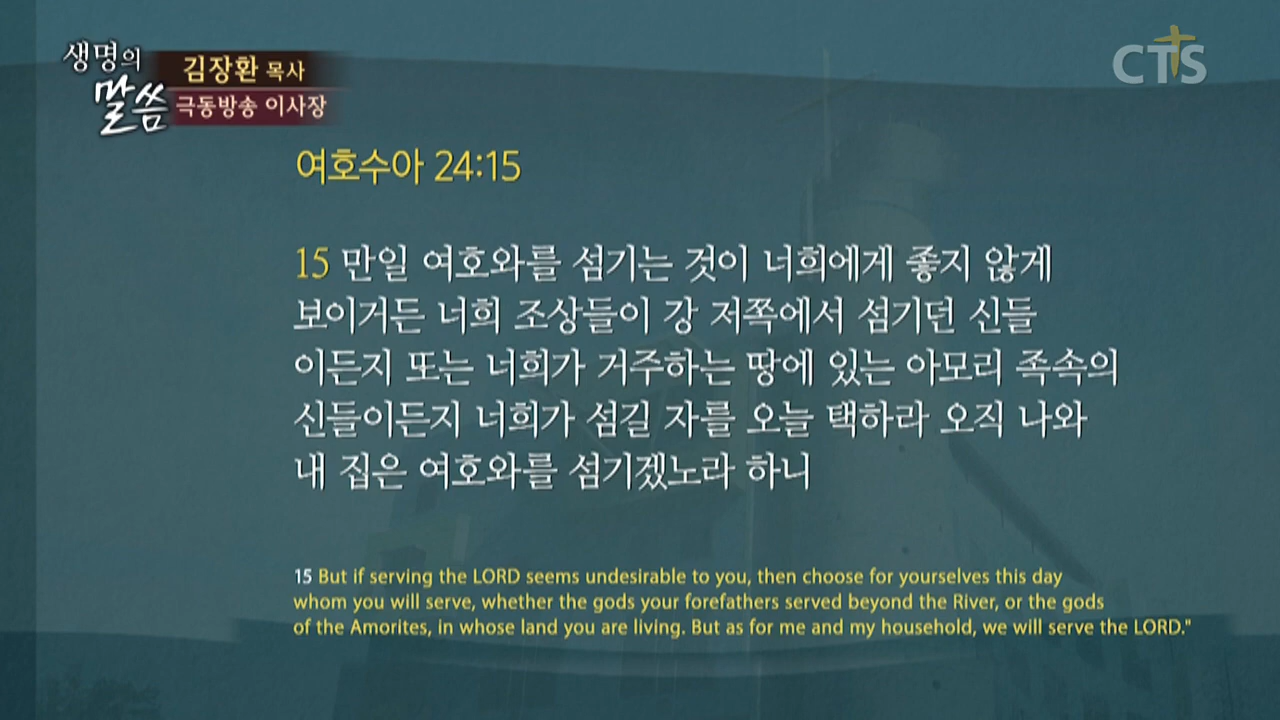 생명의 말씀
김장환 목사
극동방송 이사장
CTS
여호수아 24:15
15 만일 여호와를 섬기는 것이 너희에게 좋지 않게
보이거든 너희 조상들이 강 저쪽에서 섬기던 신들
이든지 또는 너희가 거주하는 땅에 있는 아모리 족속의
신들이든지 너희가 섬길 자를 오늘 택하라 오직 나와
내 집은 여호와를 섬기겠노라 하니
15 But if serving the LORD seems undesirable to you, then choose for yourselves this day
whom you will serve, whether the gods your forefathers served beyond the River, or the gods
of the Amorites, in whose land you are living. But as for me and my household, we will serve the LORD."